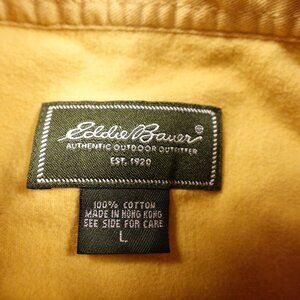 Eddie Bauer®
AUTHENTIC OUTDOOR OUTFITTER
EST. 1920
100% COTTON
MADE IN HONG KONG
SEE SIDE FOR CARE
L